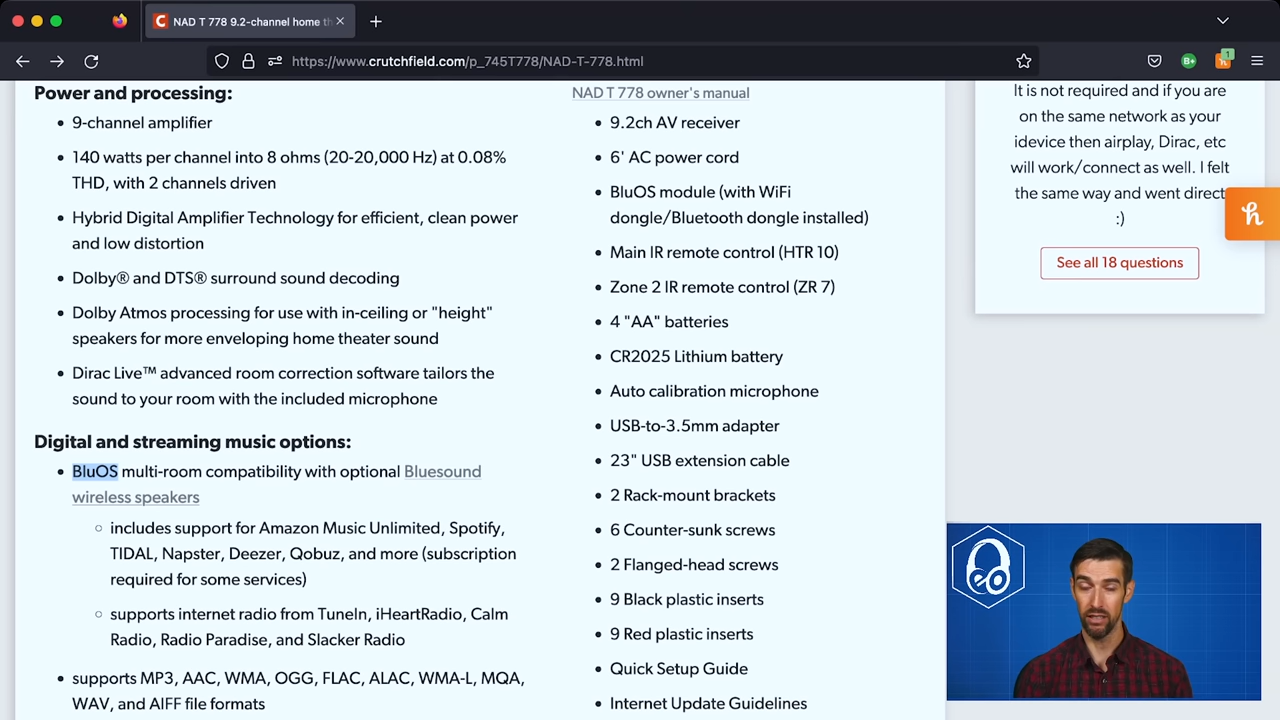 NAD T 778 9.2-channel home th
https://www.crutchfield.com/p_745T778/NAD-T-778.html
B+
1
Power and processing:
9-channel amplifier
140 watts per channel into 8 ohms (20-20,000 Hz) at 0.08%
THD, with 2 channels driven
Hybrid Digital Amplifier Technology for efficient, clean power
and low distortion
Dolby® and DTS® surround sound decoding
Dolby Atmos processing for use with in-ceiling or "height"
speakers for more enveloping home theater sound
Dirac Live™ advanced room correction software tailors the
sound to your room with the included microphone
Digital and streaming music options:
BluOS multi-room compatibility with optional Bluesound
wireless speakers
includes support for Amazon Music Unlimited, Spotify,
TIDAL, Napster, Deezer, Qobuz, and more (subscription
required for some services)
supports internet radio from TuneIn, iHeartRadio, Calm
Radio, Radio Paradise, and Slacker Radio
supports MP3, AAC, WMA, OGG, FLAC, ALAC, WMA-L, MQA,
WAV, and AIFF file formats
NAD T 778 owner's manual
9.2ch AV receiver
6' AC power cord
BluOS module (with WiFi
dongle/Bluetooth dongle installed)
Main IR remote control (HTR 10)
Zone 2 IR remote control (ZR 7)
4 "AA" batteries
CR2025 Lithium battery
Auto calibration microphone
USB-to-3.5mm adapter
23" USB extension cable
2 Rack-mount brackets
6 Counter-sunk screws
2 Flanged-head screws
9 Black plastic inserts
9 Red plastic inserts
Quick Setup Guide
Internet Update Guidelines
It is not required and if you are
on the same network as your
idevice then airplay, Dirac, etc
will work/connect as well. I felt
the same way and went direct
:)
See all 18 questions